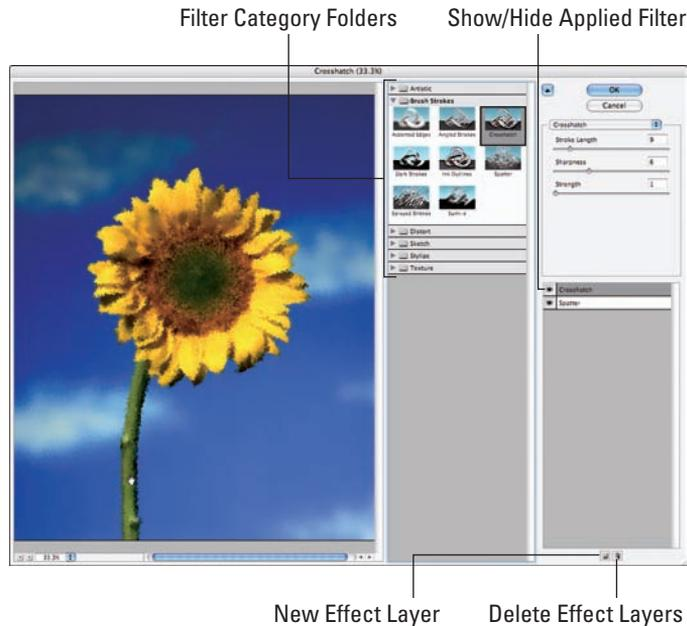 Filter Category Folders
Show/Hide Applied Filter
Crosshatch (33.3%)
Artistic
Brush Strokes
Accented Edges
Angled Strokes
Crosshatch
Dark Strokes
Ink Outlines
Spatter
Sprayed Strokes
Sumi-e
Distort
Sketch
Stylize
Texture
OK
Cancel
Crosshatch
Stroke Length
9
Sharpness
6
Strength
1
Crosshatch
Spatter
33.3%
New Effect Layer
Delete Effect Layers